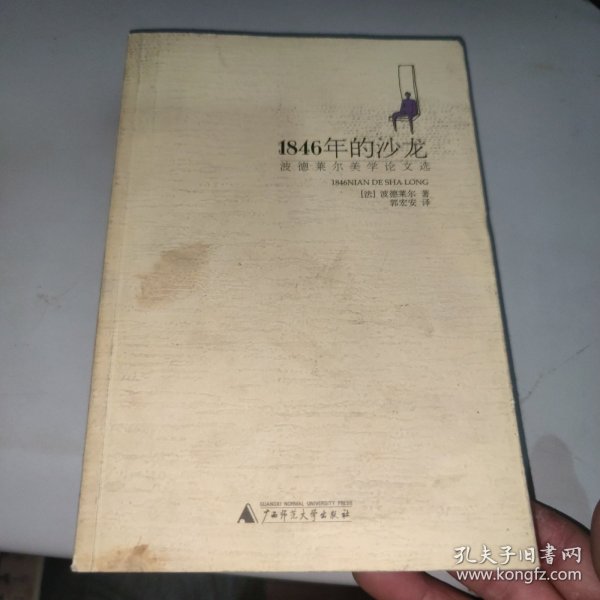 1846年的沙龙
波德莱尔美学论文选
1846NIAN DE SHA LONG
[法] 波德莱尔 著
郭宏安 译
GUANGXI NORMAL UNIVERSITY PRESS
广西师范大学出版社
孔夫子旧书网
www.kongfz.com